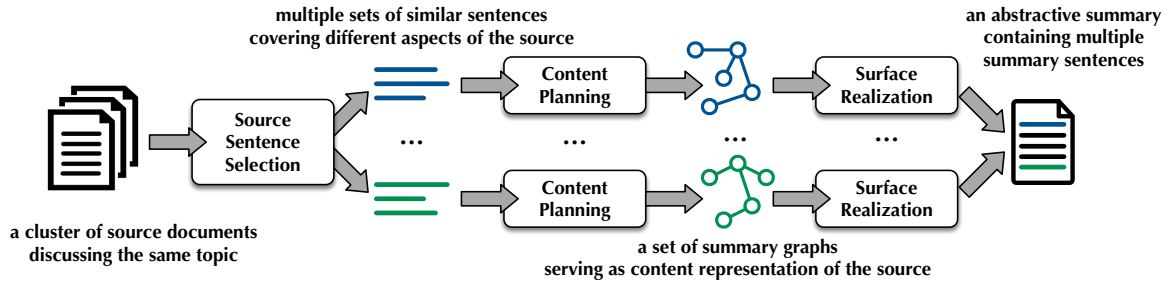 multiple sets of similar sentences
covering different aspects of the source
an abstractive summary
containing multiple
summary sentences
Source
Sentence
Selection
Content
Planning
Surface
Realization
...
...
...
...
Content
Planning
Surface
Realization
a cluster of source documents
discussing the same topic
a set of summary graphs
serving as content representation of the source